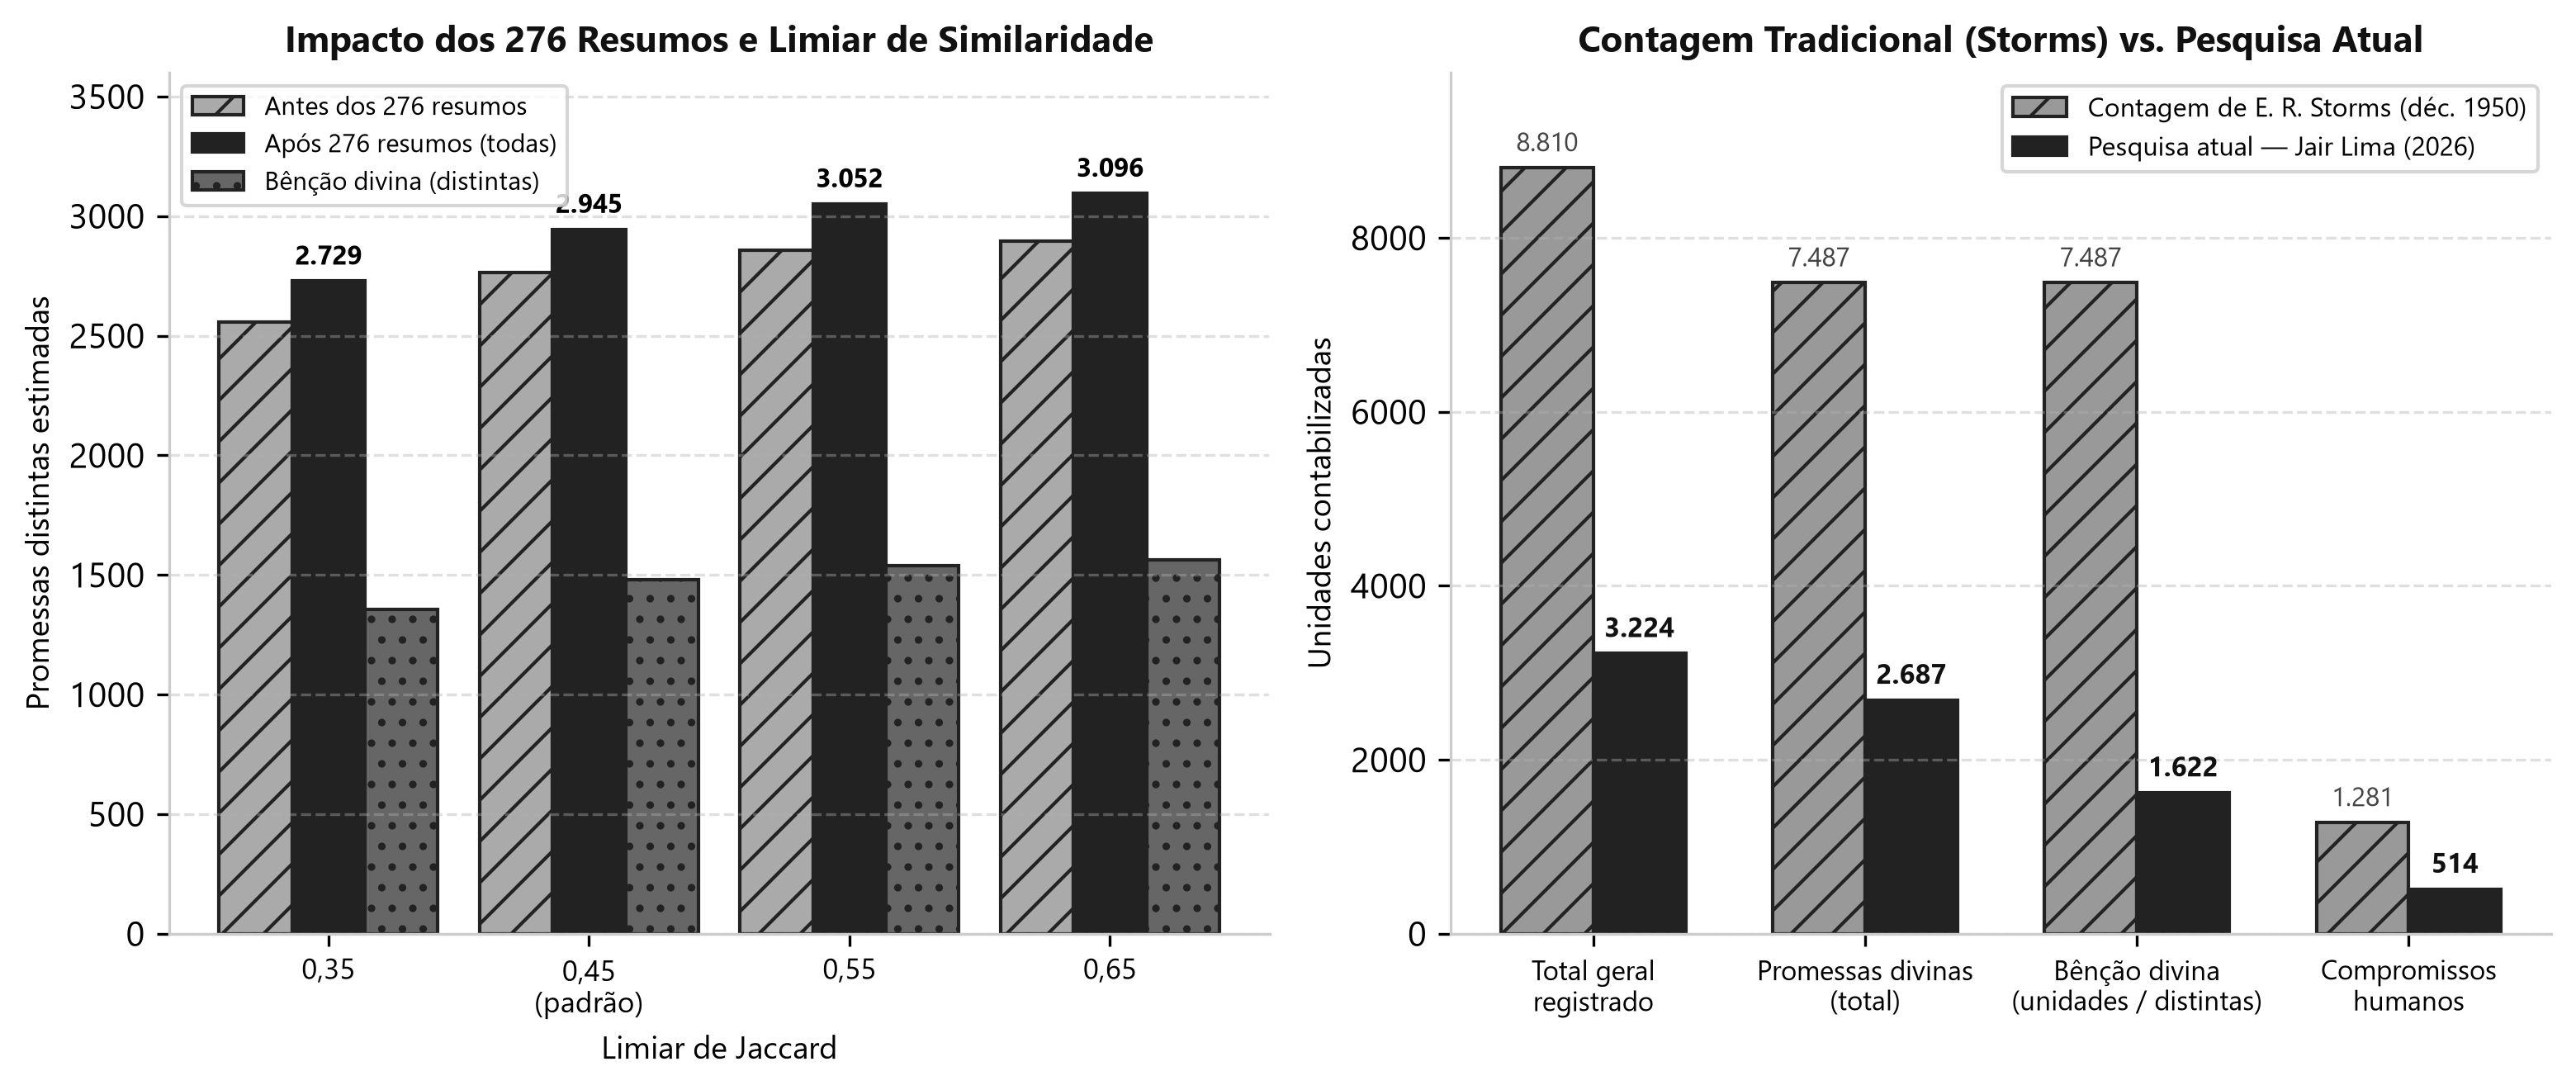 Impacto dos 276 Resumos e Limiar de Similaridade
Antes dos 276 resumos
Após 276 resumos (todas)
Bênção divina (distintas)
Promessas distintas estimadas
3500
3000
2500
2000
1500
1000
500
0
2.729
2.945
3.052
3.096
0,35
0,45
(padrão)
0,55
0,65
Limiar de Jaccard
Contagem Tradicional (Storms) vs. Pesquisa Atual
Contagem de E. R. Storms (déc. 1950)
Pesquisa atual — Jair Lima (2026)
Unidades contabilizadas
8000
6000
4000
2000
0
8.810
3.224
7.487
2.687
7.487
1.622
1.281
514
Total geral
registrado
Promessas divinas
(total)
Bênção divina
(unidades / distintas)
Compromissos
humanos